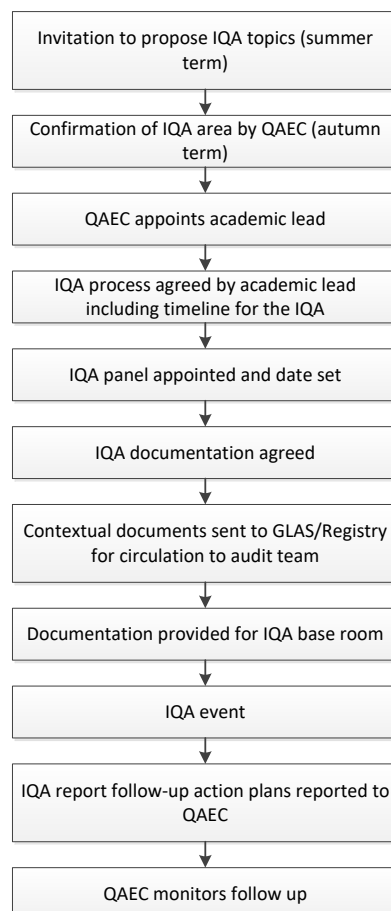 Invitation to propose IQA topics (summer
term)
Confirmation of IQA area by QAEC (autumn
term)
QAEC appoints academic lead
IQA process agreed by academic lead
including timeline for the IQA
IQA panel appointed and date set
IQA documentation agreed
Contextual documents sent to GLAS/Registry
for circulation to audit team
Documentation provided for IQA base room
IQA event
IQA report follow-up action plans reported to
QAEC
QAEC monitors follow up